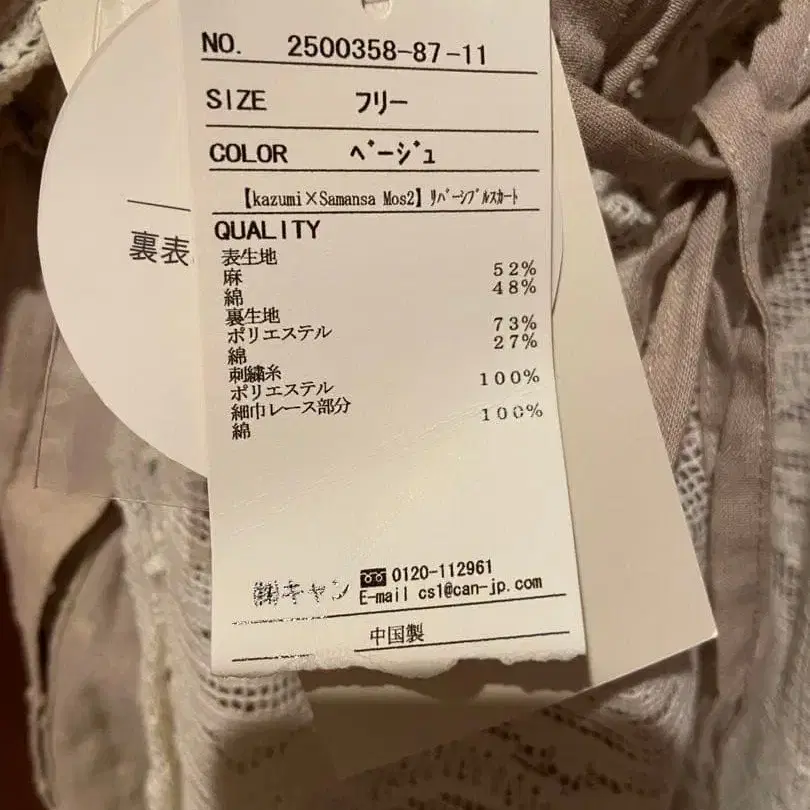 NO. 2500358-87-11
SIZE フリー
COLOR ﾍﾞｰｼﾞｭ
【kazumi×Samansa Mos2】ﾘﾊﾞｰｼﾌﾞﾙｽｶｰﾄ
QUALITY
表生地
麻 52%
綿 48%
裏生地
ポリエステル 73%
綿 27%
刺繍糸
ポリエステル 100%
細巾レース部分
綿 100%
㈱キャン 0120-112961
E-mail cs1@can-jp.com
中国製
裏表